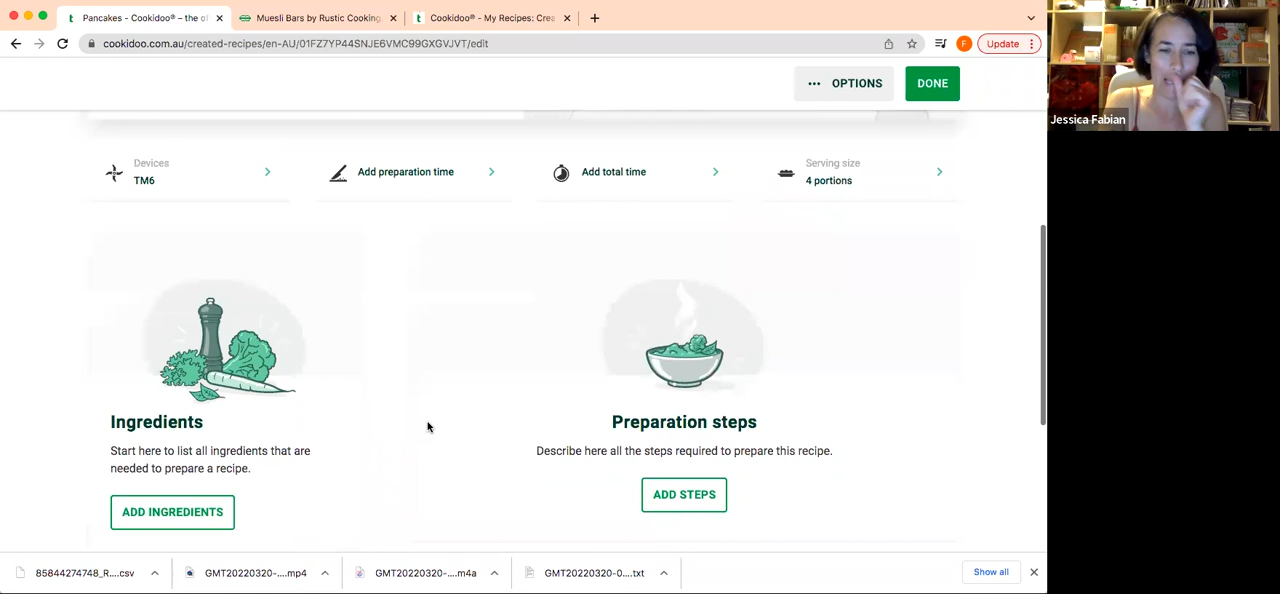 Pancakes - Cookidoo® – the of
Muesli Bars by Rustic Cooking.
Cookidoo® - My Recipes: Crea
cookidoo.com.au/created-recipes/en-AU/01FZ7YP44SNJE6VMC99GXGVJVT/edit
F
Update
OPTIONS
DONE
Jessica Fabian
Devices
TM6
Add preparation time
Add total time
Serving size
4 portions
Ingredients
Start here to list all ingredients that are
needed to prepare a recipe.
ADD INGREDIENTS
Preparation steps
Describe here all the steps required to prepare this recipe.
ADD STEPS
85844274748_R....csv
GMT20220320-....mp4
GMT20220320-....m4a
GMT20220320-0....txt
Show all